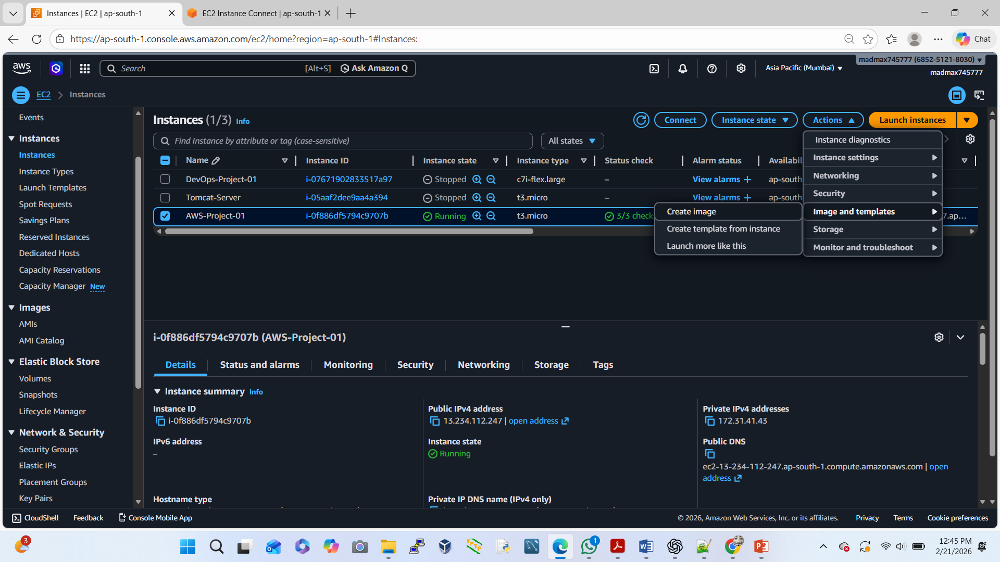 Instances | EC2 | ap-south-1
EC2 Instance Connect | ap-south-1
https://ap-south-1.console.aws.amazon.com/ec2/home?region=ap-south-1#Instances:
Chat
aws
Search
[Alt+S]
Ask Amazon Q
Asia Pacific (Mumbai)
madmax745777 (6852-5121-8030)
madmax745777
EC2
Instances
Events
Instances
Instances
Instance Types
Launch Templates
Spot Requests
Savings Plans
Reserved Instances
Dedicated Hosts
Capacity Reservations
Capacity Manager New
Images
AMIs
AMI Catalog
Elastic Block Store
Volumes
Snapshots
Lifecycle Manager
Network & Security
Security Groups
Elastic IPs
Placement Groups
Key Pairs
Instances (1/3) Info
Connect
Instance state
Actions
Launch instances
Find Instance by attribute or tag (case-sensitive)
All states
Name Instance ID Instance state Instance type Status check Alarm status Availabil
DevOps-Project-01 i-07671902833517a97 Stopped c7i-flex.large – View alarms + ap-south
Tomcat-Server i-05aaf2dee9aa4a394 Stopped t3.micro – View alarms + ap-south
AWS-Project-01 i-0f886df5794c9707b Running t3.micro 3/3 checks 7.ap...
Instance diagnostics
Instance settings
Networking
Security
Image and templates
Storage
Monitor and troubleshoot
Create image
Create template from instance
Launch more like this
i-0f886df5794c9707b (AWS-Project-01)
Details
Status and alarms
Monitoring
Security
Networking
Storage
Tags
Instance summary Info
Instance ID
i-0f886df5794c9707b
Public IPv4 address
13.234.112.247 | open address
Private IPv4 addresses
172.31.41.43
IPv6 address
–
Instance state
Running
Public DNS
ec2-13-234-112-247.ap-south-1.compute.amazonaws.com | open
address
Hostname type
Private IP DNS name (IPv4 only)
CloudShell
Feedback
Console Mobile App
© 2026, Amazon Web Services, Inc. or its affiliates.
Privacy
Terms
Cookie preferences
3
TFTP
1
12:45 PM
2/21/2026